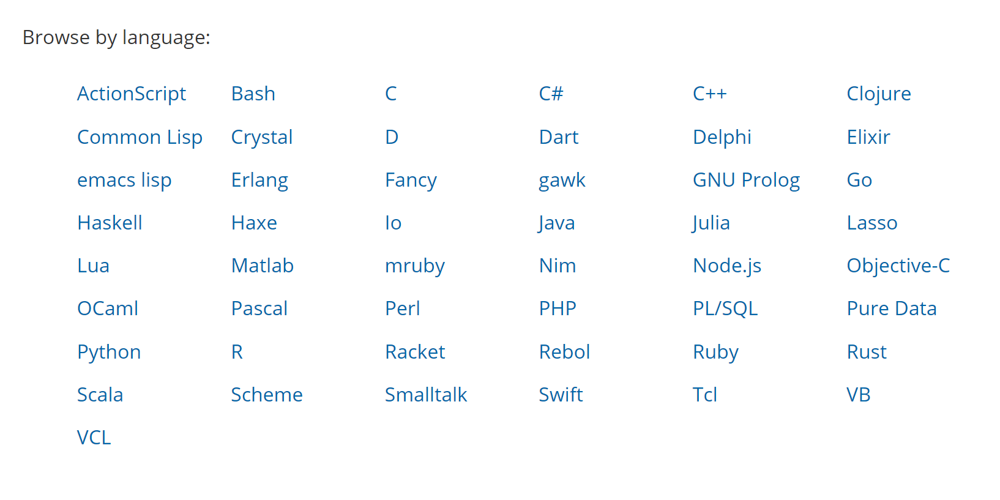 Browse by language:
ActionScript Bash C C# C++ Clojure
Common Lisp Crystal D Dart Delphi Elixir
emacs lisp Erlang Fancy gawk GNU Prolog Go
Haskell Haxe Io Java Julia Lasso
Lua Matlab mruby Nim Node.js Objective-C
OCaml Pascal Perl PHP PL/SQL Pure Data
Python R Racket Rebol Ruby Rust
Scala Scheme Smalltalk Swift Tcl VB
VCL